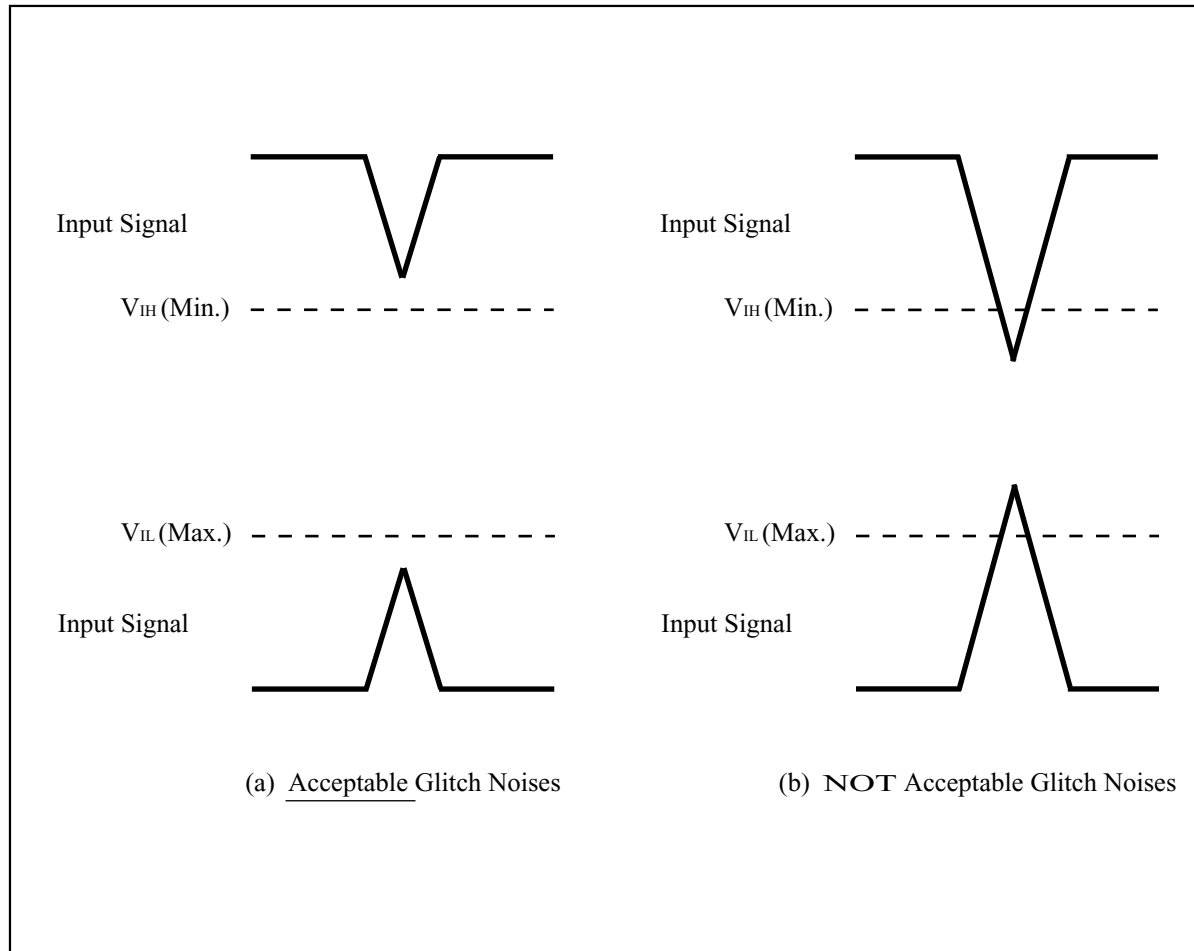 Input Signal
VIH (Min.)
VIL (Max.)
Input Signal
(a) Acceptable Glitch Noises
Input Signal
VIH (Min.)
VIL (Max.)
Input Signal
(b) NOT Acceptable Glitch Noises